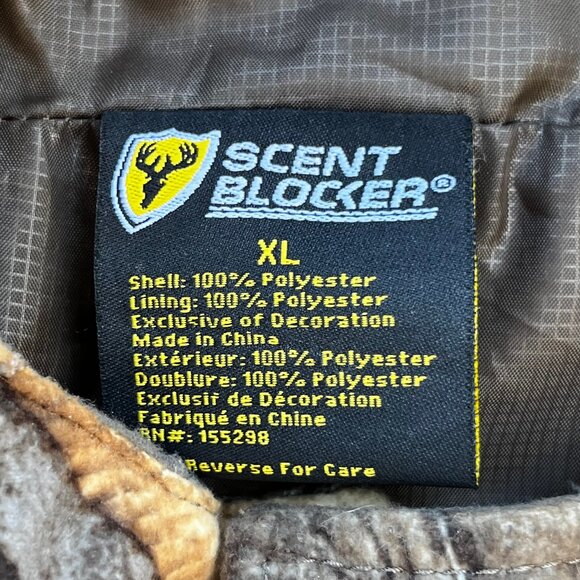 SCENT
BLOCKER®
XL
Shell: 100% Polyester
Lining: 100% Polyester
Exclusive of Decoration
Made in China
Extérieur: 100% Polyester
Doublure: 100% Polyester
Exclusif de Décoration
Fabriqué en Chine
RN#: 155298
Reverse For Care